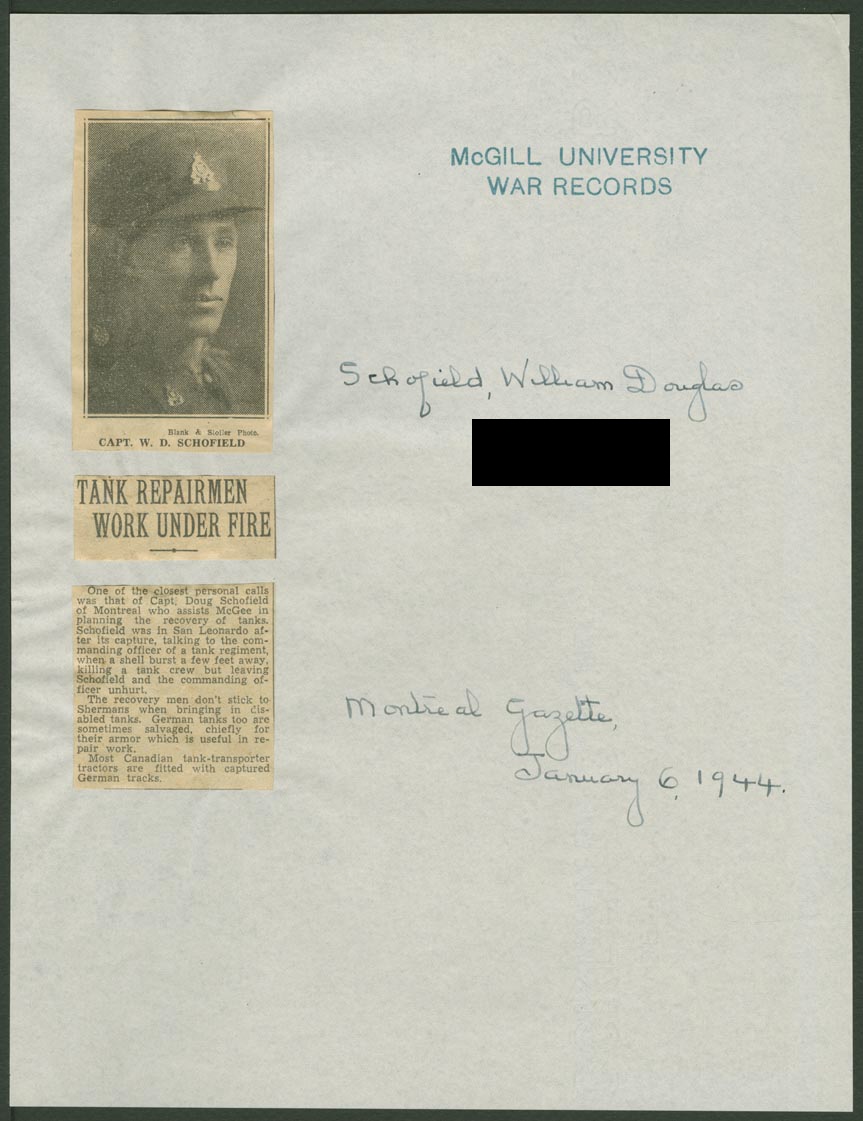 McGILL UNIVERSITY
WAR RECORDS
Schofield, William Douglas
Blank & Stoller Photo.
CAPT. W. D. SCHOFIELD
TANK REPAIRMEN
WORK UNDER FIRE
One of the closest personal calls
was that of Capt. Doug Schofield
of Montreal who assists McGee in
planning the recovery of tanks.
Schofield was in San Leonardo af-
ter its capture, talking to the com-
manding officer of a tank regiment,
when a shell burst a few feet away,
killing a tank crew but leaving
Schofield and the commanding of-
ficer unhurt.
The recovery men don't stick to
Shermans when bringing in dis-
abled tanks. German tanks too are
sometimes salvaged, chiefly for
their armor which is useful in re-
pair work.
Most Canadian tank-transporter
tractors are fitted with captured
German tracks.
Montreal Gazette,
January 6, 1944.